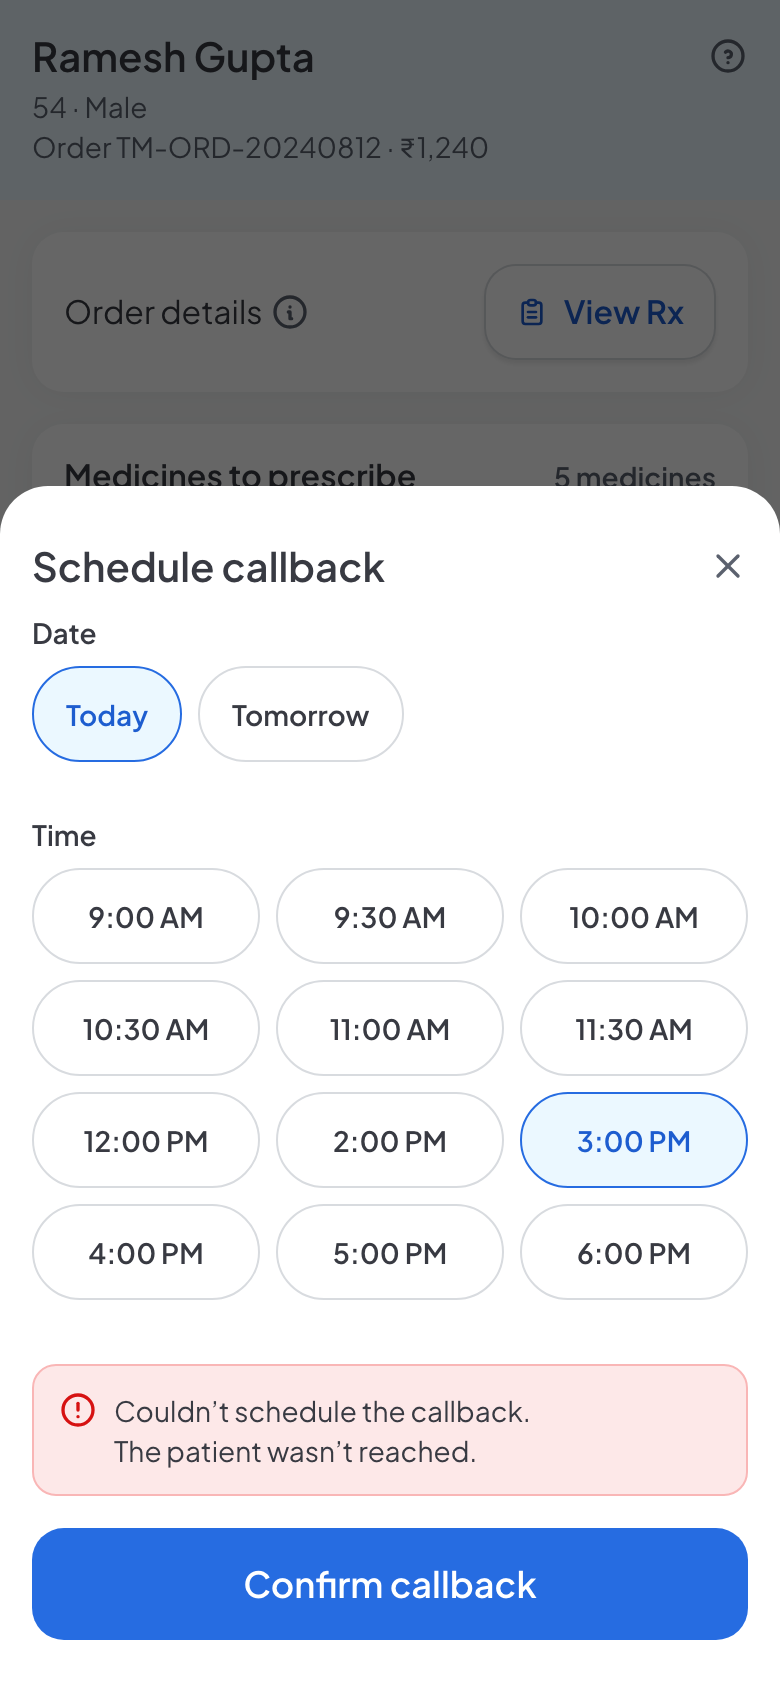 Ramesh Gupta
54 · Male
Order TM-ORD-20240812 · ₹1,240
Order details
View Rx
Medicines to prescribe
5 medicines
Schedule callback
Date
Today
Tomorrow
Time
9:00 AM
9:30 AM
10:00 AM
10:30 AM
11:00 AM
11:30 AM
12:00 PM
2:00 PM
3:00 PM
4:00 PM
5:00 PM
6:00 PM
Couldn’t schedule the callback.
The patient wasn’t reached.
Confirm callback